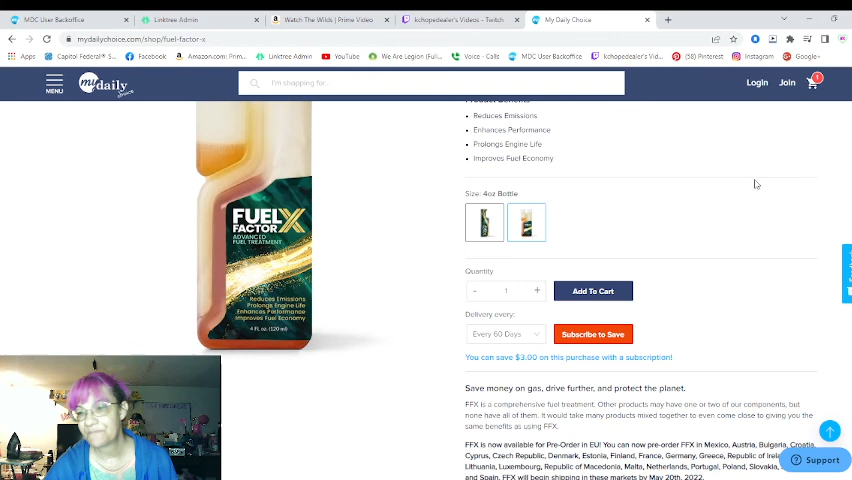 MDC User Backoffice
Linktree Admin
Watch The Wilds | Prime Video
kchopedealer's Videos - Twitch
My Daily Choice
mydailychoice.com/shop/fuel-factor-x
Apps
Capitol Federal® S...
Facebook
Amazon.com: Prim...
Linktree Admin
YouTube
We Are Legion (Full...
Voice - Calls
MDC User Backoffice
kchopedealer's Vid...
(58) Pinterest
Instagram
Google+
MENU
my daily choice
I'm shopping for...
Login
Join
1
Product Benefits
Reduces Emissions
Enhances Performance
Prolongs Engine Life
Improves Fuel Economy
Size: 4oz Bottle
FUEL
FACTOR X
ADVANCED
FUEL TREATMENT
Reduces Emissions
Prolongs Engine Life
Enhances Performance
Improves Fuel Economy
4 FL. oz (120 ml)
Quantity
- 1 +
Add To Cart
Delivery every:
Every 60 Days
Subscribe to Save
You can save $3.00 on this purchase with a subscription!
Save money on gas, drive further, and protect the planet.
FFX is a comprehensive fuel treatment. Other products may have one or two of our components, but
none have all of them. It would take many products mixed together to even come close to giving you the
same benefits as using FFX.
FFX is now available for Pre-Order in EU! You can now pre-order FFX in Mexico, Austria, Bulgaria, Croatia,
Cyprus, Czech Republic, Denmark, Estonia, Finland, France, Germany, Greece, Republic of
Lithuania, Luxembourg, Republic of Macedonia, Malta, Netherlands, Portugal, Poland, Slovakia,
and Spain. FFX will begin shipping in these markets by May 20th, 2022.
Support